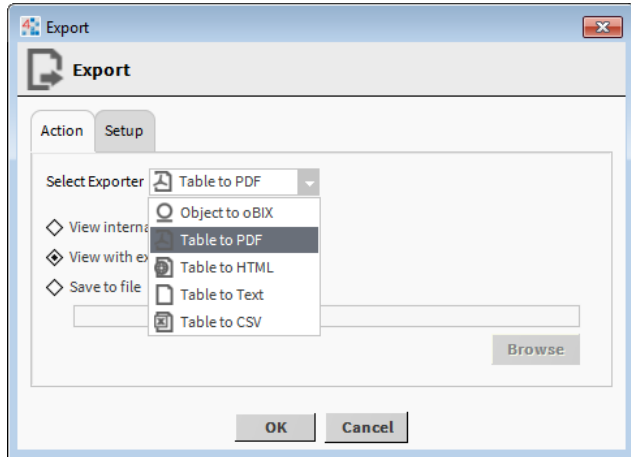 Export
Export
Action Setup
Select Exporter Table to PDF
Object to oBIX
View interna
Table to PDF
View with ex
Table to HTML
Save to file
Table to Text
Table to CSV
Browse
OK Cancel